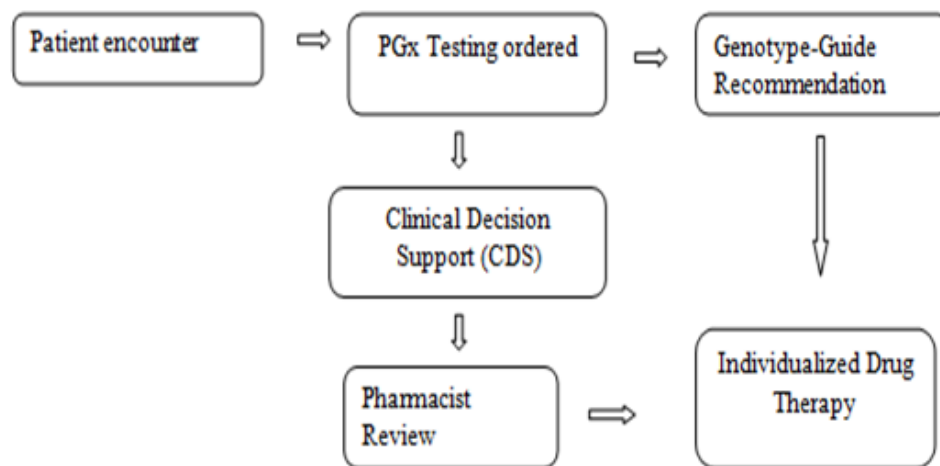 Patient encounter
PGx Testing ordered
Genotype-Guide
Recommendation
Clinical Decision
Support (CDS)
Pharmacist
Review
Individualized Drug
Therapy